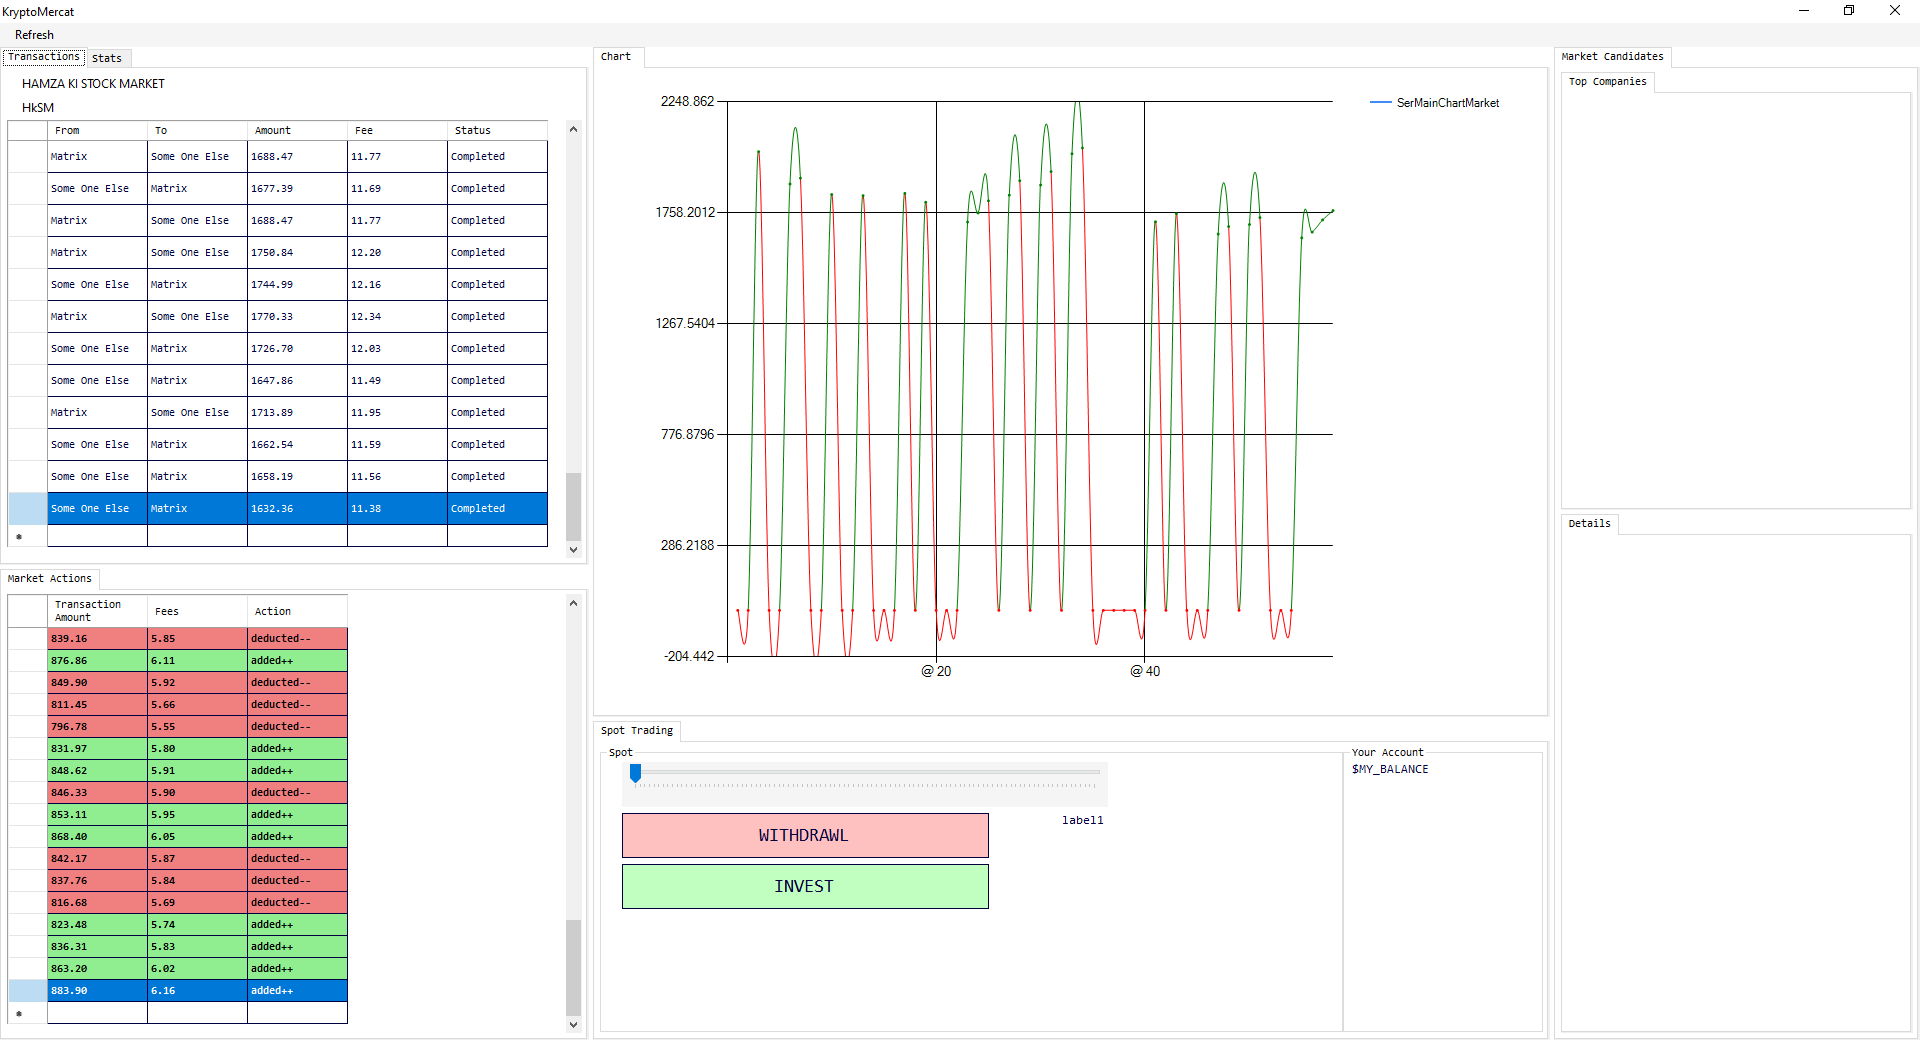 KryptoMercat
Refresh
Transactions Stats
HAMZA KI STOCK MARKET
HkSM
From To Amount Fee Status
Matrix Some One Else 1688.47 11.77 Completed
Some One Else Matrix 1677.39 11.69 Completed
Matrix Some One Else 1688.47 11.77 Completed
Matrix Some One Else 1750.84 12.20 Completed
Some One Else Matrix 1744.99 12.16 Completed
Matrix Some One Else 1770.33 12.34 Completed
Some One Else Matrix 1726.70 12.03 Completed
Some One Else Matrix 1647.86 11.49 Completed
Matrix Some One Else 1713.89 11.95 Completed
Some One Else Matrix 1662.54 11.59 Completed
Some One Else Matrix 1658.19 11.56 Completed
Some One Else Matrix 1632.36 11.38 Completed
Market Actions
Transaction Amount Fees Action
839.16 5.85 deducted--
876.86 6.11 added++
849.90 5.92 deducted--
811.45 5.66 deducted--
796.78 5.55 deducted--
831.97 5.80 added++
848.62 5.91 added++
846.33 5.90 deducted--
853.11 5.95 added++
868.40 6.05 added++
842.17 5.87 deducted--
837.76 5.84 deducted--
816.68 5.69 deducted--
823.48 5.74 added++
836.31 5.83 added++
863.20 6.02 added++
883.90 6.16 added++
Chart
2248.862
1758.2012
1267.5404
776.8796
286.2188
-204.442
@ 20 @ 40
SerMainChartMarket
Spot Trading
Spot
label1
WITHDRAWL
INVEST
Your Account
$MY_BALANCE
Market Candidates
Top Companies
Details